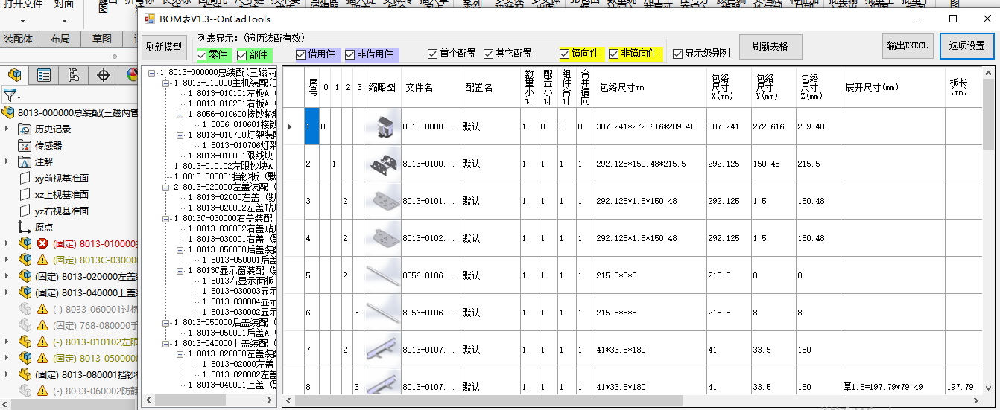 打开文件 对面
装配体 布局 草图
8013-000000总装配(三磁两管
历史记录
传感器
注解
xy前视基准面
xz上视基准面
yz右视基准面
原点
(固定) 8013-010000
(固定) 8013C-03000
(固定) 8013-020000左盖
(固定) 8013-040000上盖
(-) 8033-060001过桥
(固定) 768-080000手
(-) 8013-010102左限
(固定) 8013-050000
(固定) 8013-080001挡钞
(-) 8033-060002防静
BOM表V1.3--OnCadTools
刷新模型
列表显示：(遍历装配有效)
零件 部件 借用件 非借用件 首个配置 其它配置 镜向件 非镜向件 显示级别列
刷新表格 输出EXECL 选项设置
1 8013-000000总装配(三磁两
1 8013-010000主机装配(三
1 8013-010101左板A
1 8013-010201右板A
1 8056-010600接钞轮
1 8056-010601接钞
1 8013-010700灯架装配
1 8013-010706灯架
1 8013-010001限线块
1 8013-010102左限钞块A
1 8013-080001挡钞板 (默
2 8013-020000左盖装配 (
1 8013-02000左盖 (默
1 8013-020002左盖贴片
1 8013C-030000右盖装配
1 8013-030002右盖贴片
1 8013-030001右盖
1 8013-050000后盖装配
1 8013-050001后盖
1 8013C显示窗装配 (默
1 8013右显示面板
1 8013-030003显示
1 8013-030004显示
1 8013-030002显示
1 8013-050000后盖装配 (
1 8013-050001后盖A
1 8013-040000上盖装配 (
1 8013-020000左盖装配
1 8013-02000左盖
1 8013-020002左盖
1 8013-040001上盖 (默
序号 0 1 2 3 缩略图 文件名 配置名 数量小计 配置小计 组件合计 合并镜向 包络尺寸mm 包络尺寸X(mm) 包络尺寸Y(mm) 包络尺寸Z(mm) 展开尺寸(mm) 板长(mm)
1 0 8013-0000... 默认 1 0 0 0 307.241*272.616*209.48 307.241 272.616 209.48
2 1 8013-0100... 默认 1 1 1 1 292.125*150.48*215.5 292.125 150.48 215.5
3 2 8013-0101... 默认 1 1 1 1 292.125*1.5*150.48 292.125 1.5 150.48
4 2 8013-0102... 默认 1 1 1 1 292.125*1.5*150.48 292.125 1.5 150.48
5 2 8056-0106... 默认 1 1 1 1 215.5*8*8 215.5 8 8
6 3 8056-0106... 默认 1 1 1 1 215.5*8*8 215.5 8 8
7 2 8013-0107... 默认 1 1 1 1 41*33.5*180 41 33.5 180
8 3 8013-0107... 默认 1 1 1 1 41*33.5*180 41 33.5 180 厚1.5=197.79*79.49 197.79